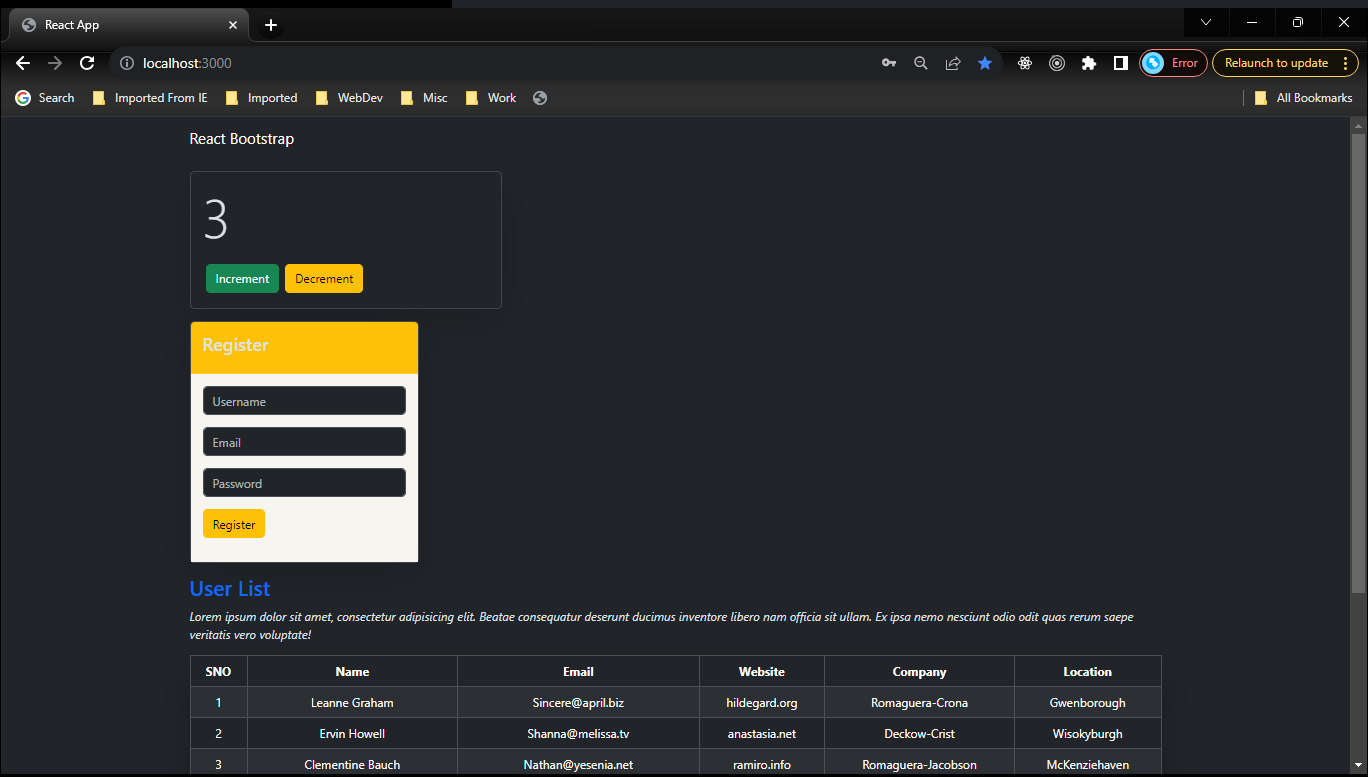 React App
localhost:3000
Error
Relaunch to update
Search
Imported From IE
Imported
WebDev
Misc
Work
All Bookmarks
React Bootstrap
3
Increment Decrement
Register
Username
Email
Password
Register
User List
Lorem ipsum dolor sit amet, consectetur adipisicing elit. Beatae consequatur deserunt ducimus inventore libero nam officia sit ullam. Ex ipsa nemo nesciunt odio odit quas rerum saepe
veritatis vero voluptate!
SNO Name Email Website Company Location
1 Leanne Graham Sincere@april.biz hildegard.org Romaguera-Crona Gwenborough
2 Ervin Howell Shanna@melissa.tv anastasia.net Deckow-Crist Wisokyburgh
3 Clementine Bauch Nathan@yesenia.net ramiro.info Romaguera-Jacobson McKenziehaven